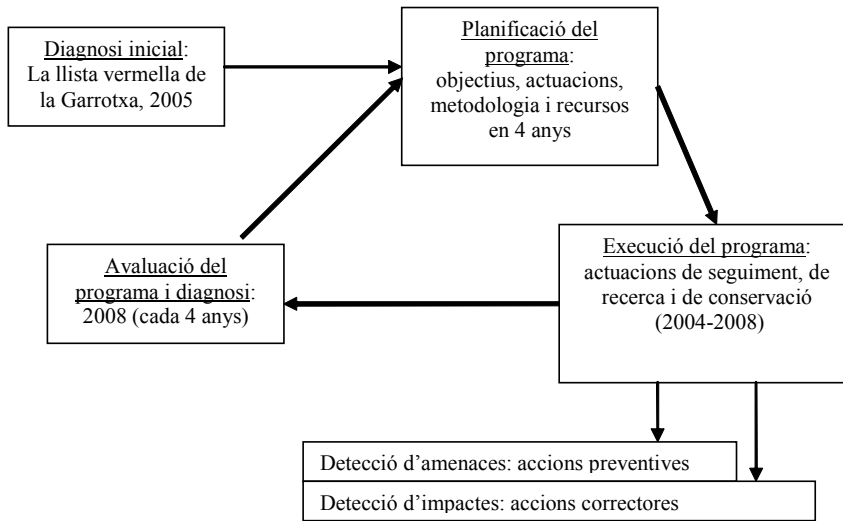 Diagnosi inicial:
La llista vermella de
la Garrotxa, 2005
Planificació del
programa:
objectius, actuacions,
metodologia i recursos
en 4 anys
Execució del programa:
actuacions de seguiment, de
recerca i de conservació
(2004-2008)
Avaluació del
programa i diagnosi:
2008 (cada 4 anys)
Detecció d’amenaces: accions preventives
Detecció d’impactes: accions correctores